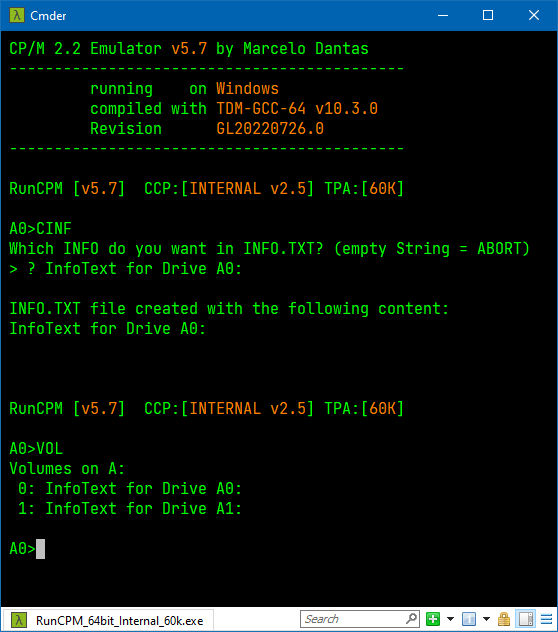 Cmder
CP/M 2.2 Emulator v5.7 by Marcelo Dantas
--------------------------------------------
running    on Windows
compiled with TDM-GCC-64 v10.3.0
Revision      GL20220726.0
--------------------------------------------
RunCPM [v5.7]  CCP:[INTERNAL v2.5] TPA:[60K]
A0>CINF
Which INFO do you want in INFO.TXT? (empty String = ABORT)
> ? InfoText for Drive A0:
INFO.TXT file created with the following content:
InfoText for Drive A0:
RunCPM [v5.7]  CCP:[INTERNAL v2.5] TPA:[60K]
A0>VOL
Volumes on A:
 0: InfoText for Drive A0:
 1: InfoText for Drive A1:
A0>
RunCPM_64bit_Internal_60k.exe Search